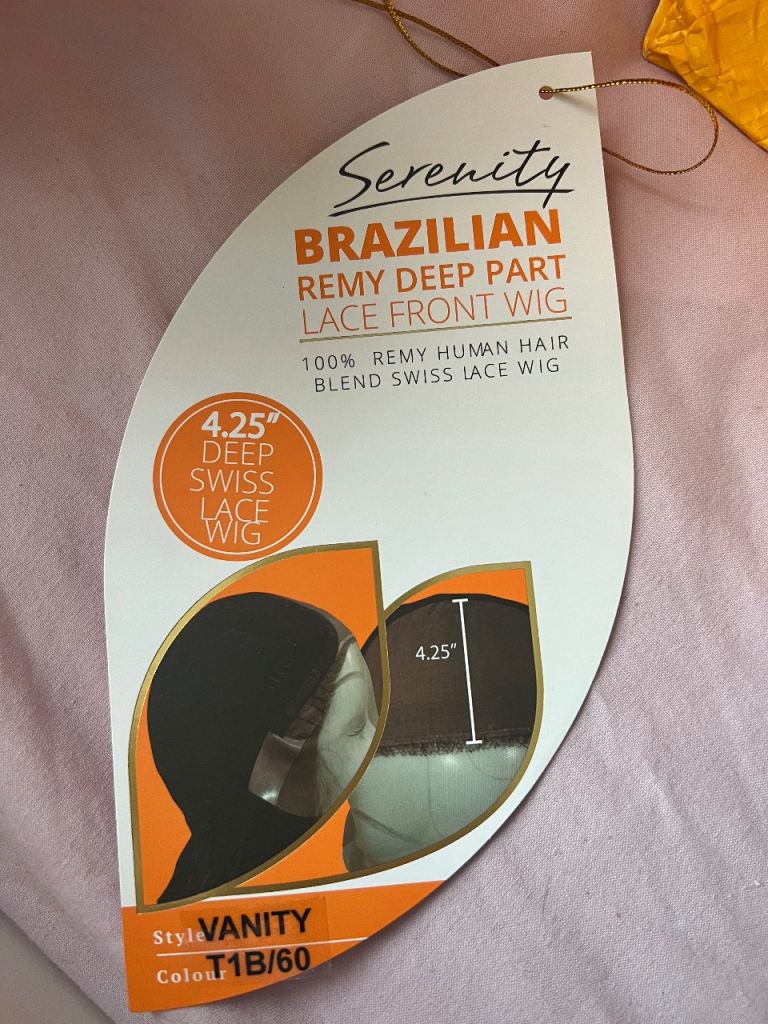 Serenity
BRAZILIAN
REMY DEEP PART
LACE FRONT WIG
100% REMY HUMAN HAIR
BLEND SWISS LACE WIG
4.25"
DEEP
SWISS
LACE
WIG
4.25"
Style VANITY
Colour T1B/60